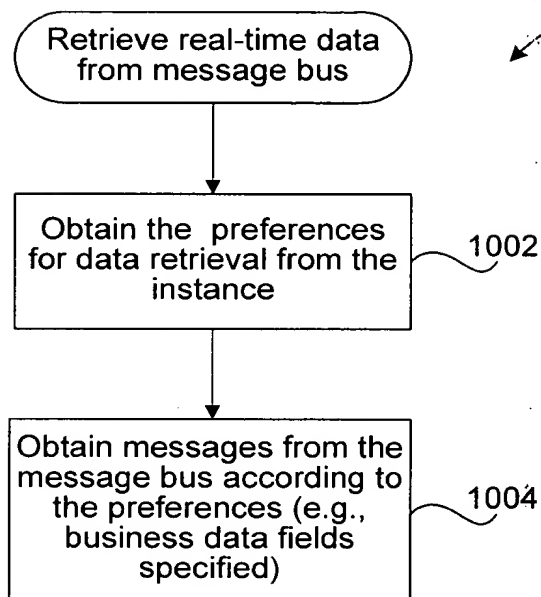 Retrieve real-time data
from message bus
Obtain the preferences
for data retrieval from the
instance
1002
Obtain messages from the
message bus according to
the preferences (e.g.,
business data fields
specified)
1004